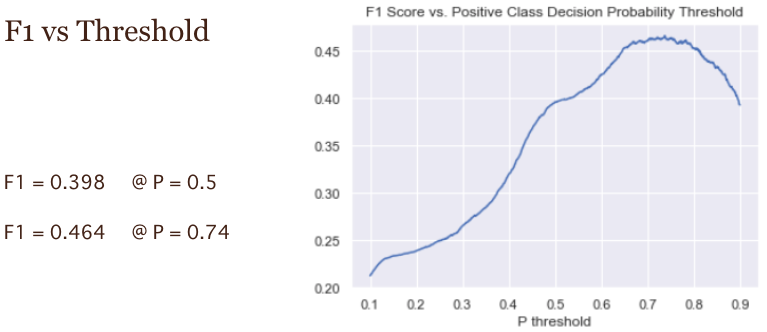 F1 vs Threshold
F1 = 0.398 @ P = 0.5
F1 = 0.464 @ P = 0.74
F1 Score vs. Positive Class Decision Probability Threshold
0.45
0.40
0.35
0.30
0.25
0.20
0.1 0.2 0.3 0.4 0.5 0.6 0.7 0.8 0.9
P threshold